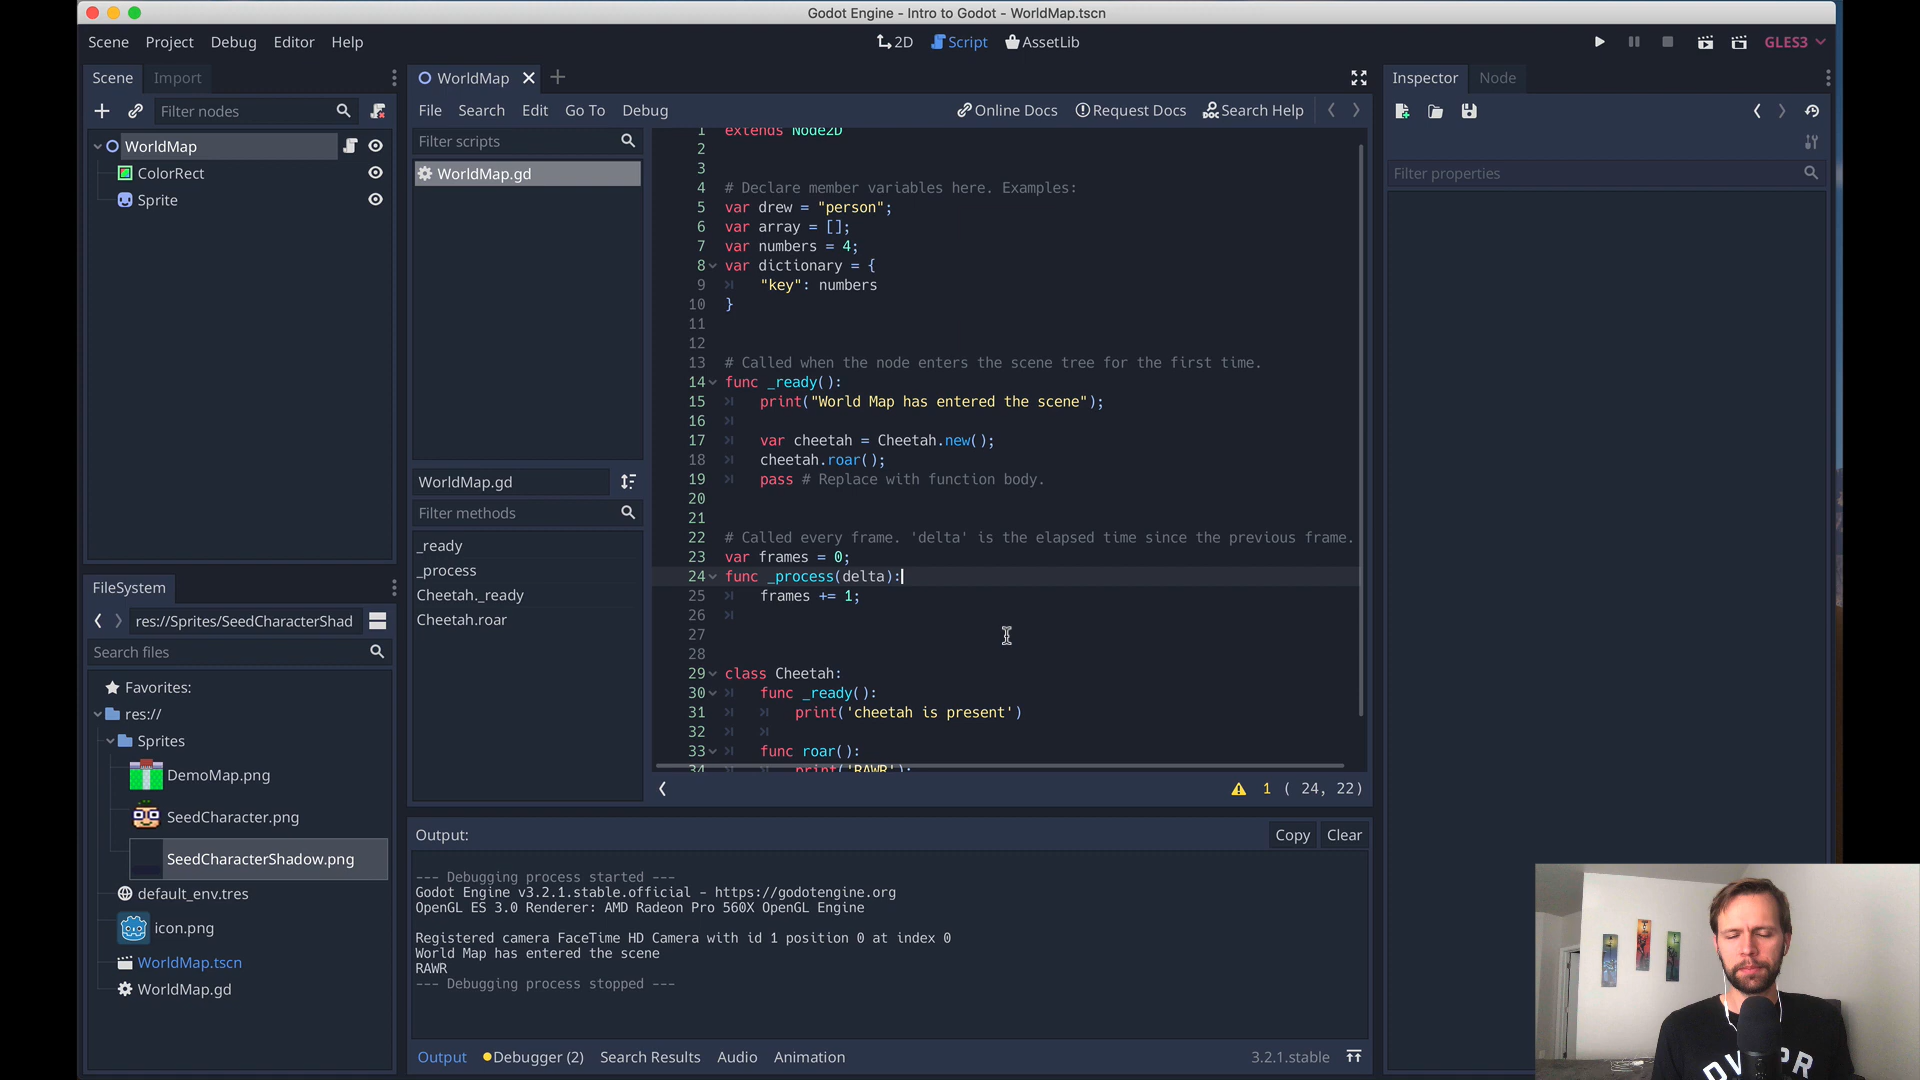 Godot Engine - Intro to Godot - WorldMap.tscn
Scene Project Debug Editor Help
2D Script AssetLib
GLES3
Scene Import
Filter nodes
WorldMap
ColorRect
Sprite
FileSystem
res://Sprites/SeedCharacterShad
Search files
Favorites:
res://
Sprites
DemoMap.png
SeedCharacter.png
SeedCharacterShadow.png
default_env.tres
icon.png
WorldMap.tscn
WorldMap.gd
WorldMap
File Search Edit Go To Debug
Online Docs Request Docs Search Help
Filter scripts
WorldMap.gd
WorldMap.gd
Filter methods
_ready
_process
Cheetah._ready
Cheetah.roar
1 extends Node2D
2
3
4 # Declare member variables here. Examples:
5 var drew = "person";
6 var array = [];
7 var numbers = 4;
8 var dictionary = {
9 "key": numbers
10 }
11
12
13 # Called when the node enters the scene tree for the first time.
14 func _ready():
15 print("World Map has entered the scene");
16
17 var cheetah = Cheetah.new();
18 cheetah.roar();
19 pass # Replace with function body.
20
21
22 # Called every frame. 'delta' is the elapsed time since the previous frame.
23 var frames = 0;
24 func _process(delta):
25 frames += 1;
26
27
28
29 class Cheetah:
30 func _ready():
31 print('cheetah is present')
32
33 func roar():
34 print('RAWR');
1 ( 24, 22)
Output:
Copy Clear
--- Debugging process started ---
Godot Engine v3.2.1.stable.official - https://godotengine.org
OpenGL ES 3.0 Renderer: AMD Radeon Pro 560X OpenGL Engine
Registered camera FaceTime HD Camera with id 1 position 0 at index 0
World Map has entered the scene
RAWR
--- Debugging process stopped ---
Output Debugger (2) Search Results Audio Animation
3.2.1.stable
Inspector Node
Filter properties